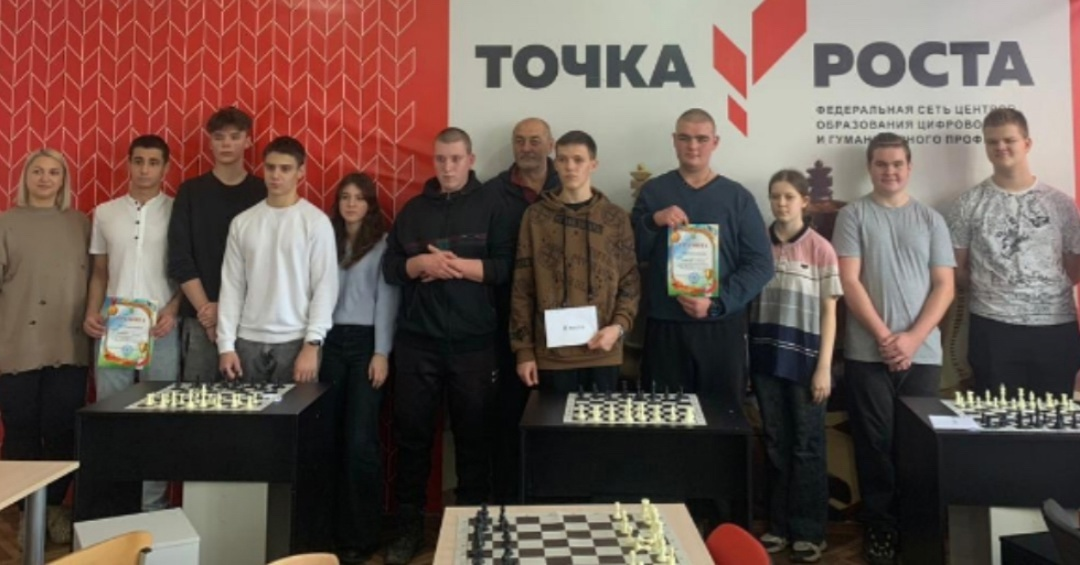 ТОЧКА РОСТА
ФЕДЕРАЛЬНАЯ СЕТЬ ЦЕНТРОВ
ОБРАЗОВАНИЯ ЦИФРОВО
И ГУМАН НОГО ПРОФ